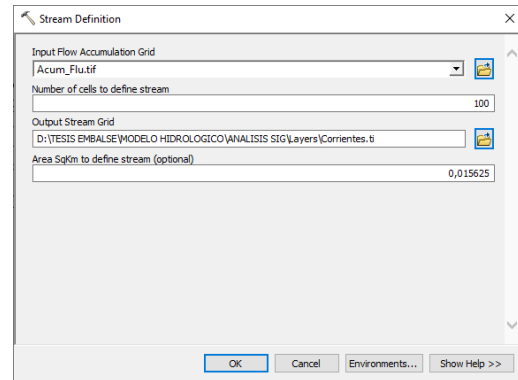 Stream Definition
Input Flow Accumulation Grid
Acum_Flu.tif
Number of cells to define stream
100
Output Stream Grid
D:\TESIS EMBALSE\MODELO HIDROLOGICO\ANALISIS SIG\Layers\Corrientes.ti
Area SqKm to define stream (optional)
0,015625
OK Cancel Environments... Show Help >>